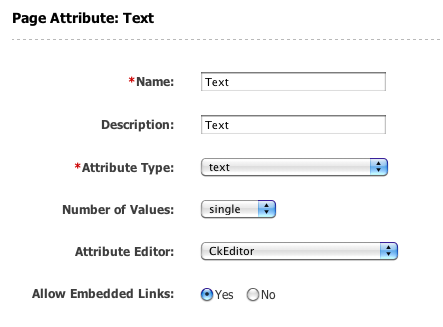 Page Attribute: Text
*Name: Text
Description: Text
*Attribute Type: text
Number of Values: single
Attribute Editor: CkEditor
Allow Embedded Links: Yes No